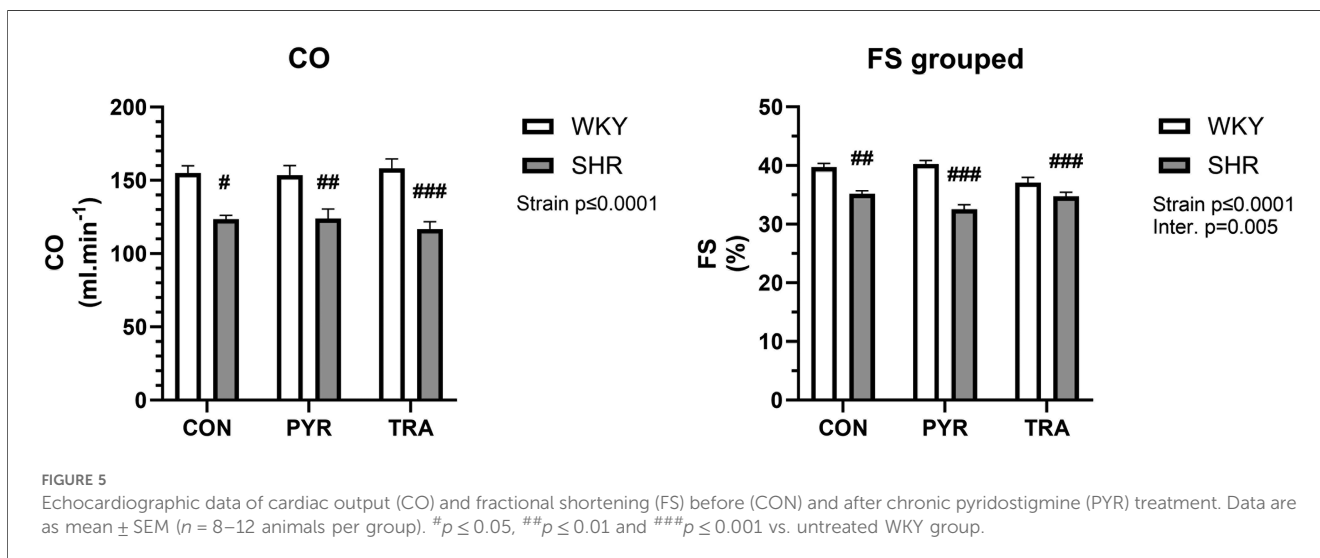 CO
200
150
100
50
0
CO
(ml.min⁻¹)
#
##
###
CON PYR TRA
WKY
SHR
Strain p≤0.0001
FS grouped
50
40
30
20
10
0
FS
(%)
##
###
###
CON PYR TRA
WKY
SHR
Strain p≤0.0001
Inter. p=0.005
FIGURE 5
Echocardiographic data of cardiac output (CO) and fractional shortening (FS) before (CON) and after chronic pyridostigmine (PYR) treatment. Data are
as mean ± SEM (n = 8–12 animals per group). #p ≤ 0.05, ##p ≤ 0.01 and ###p ≤ 0.001 vs. untreated WKY group.